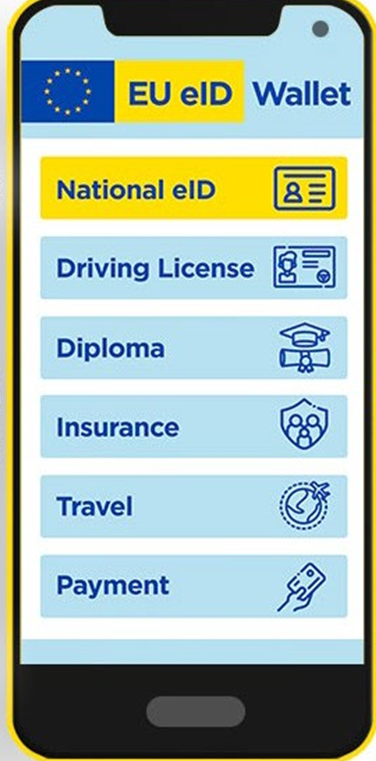 EU eID Wallet
National eID
Driving License
Diploma
Insurance
Travel
Payment